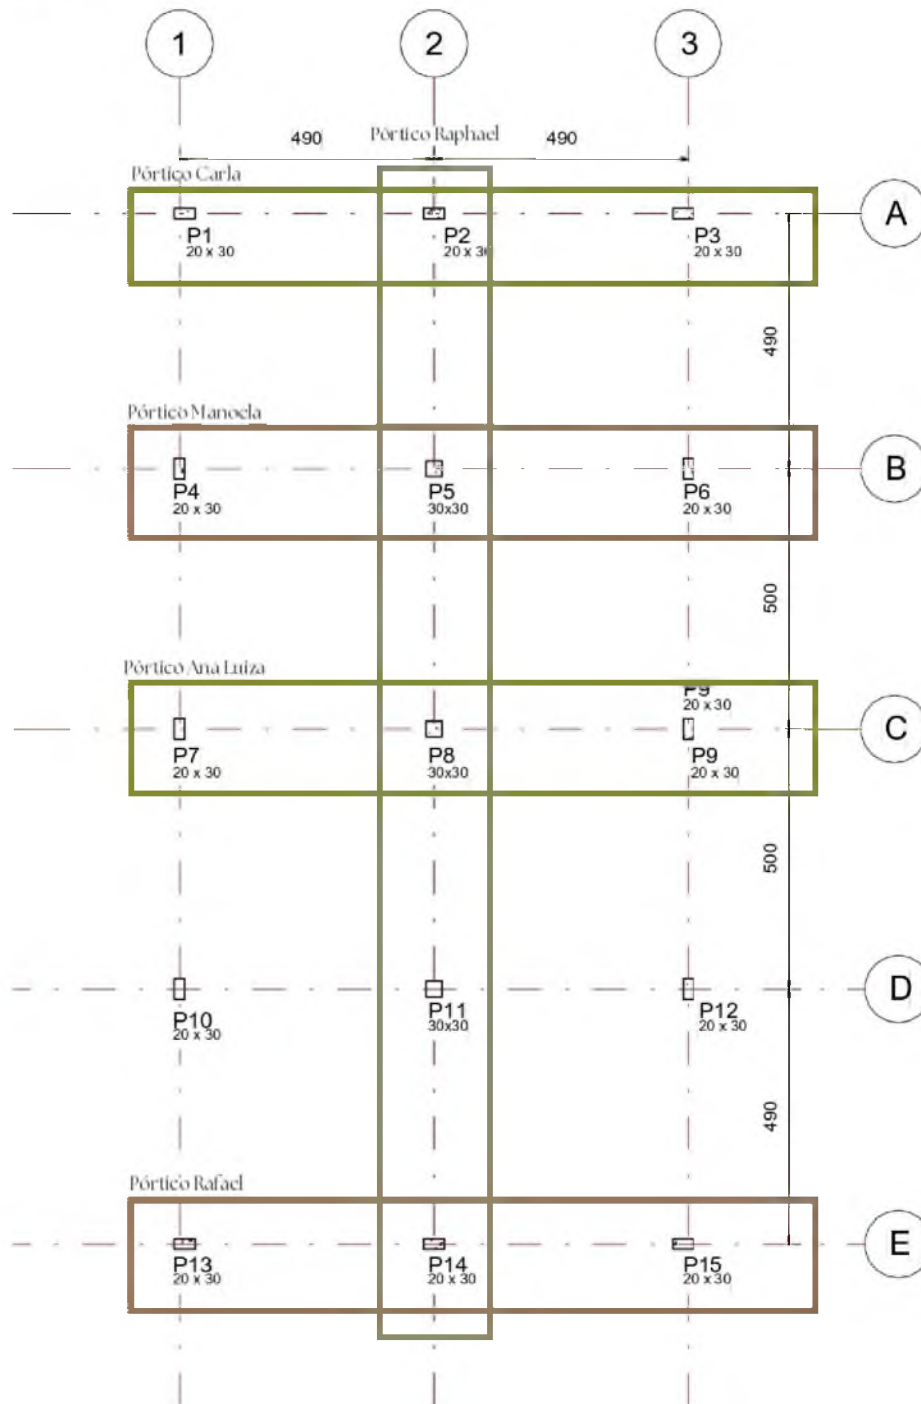 1
2
3
490
Pórtico Raphael
490
Pórtico Carla
A
P1
20 x 30
P2
20 x 30
P3
20 x 30
490
Pórtico Manoela
B
P4
20 x 30
P5
30x30
P6
20 x 30
500
Pórtico Ana Luiza
P9
20 x 30
C
P7
20 x 30
P8
30x30
P9
20 x 30
500
D
P10
20 x 30
P11
30x30
P12
20 x 30
490
Pórtico Rafael
E
P13
20 x 30
P14
20 x 30
P15
20 x 30